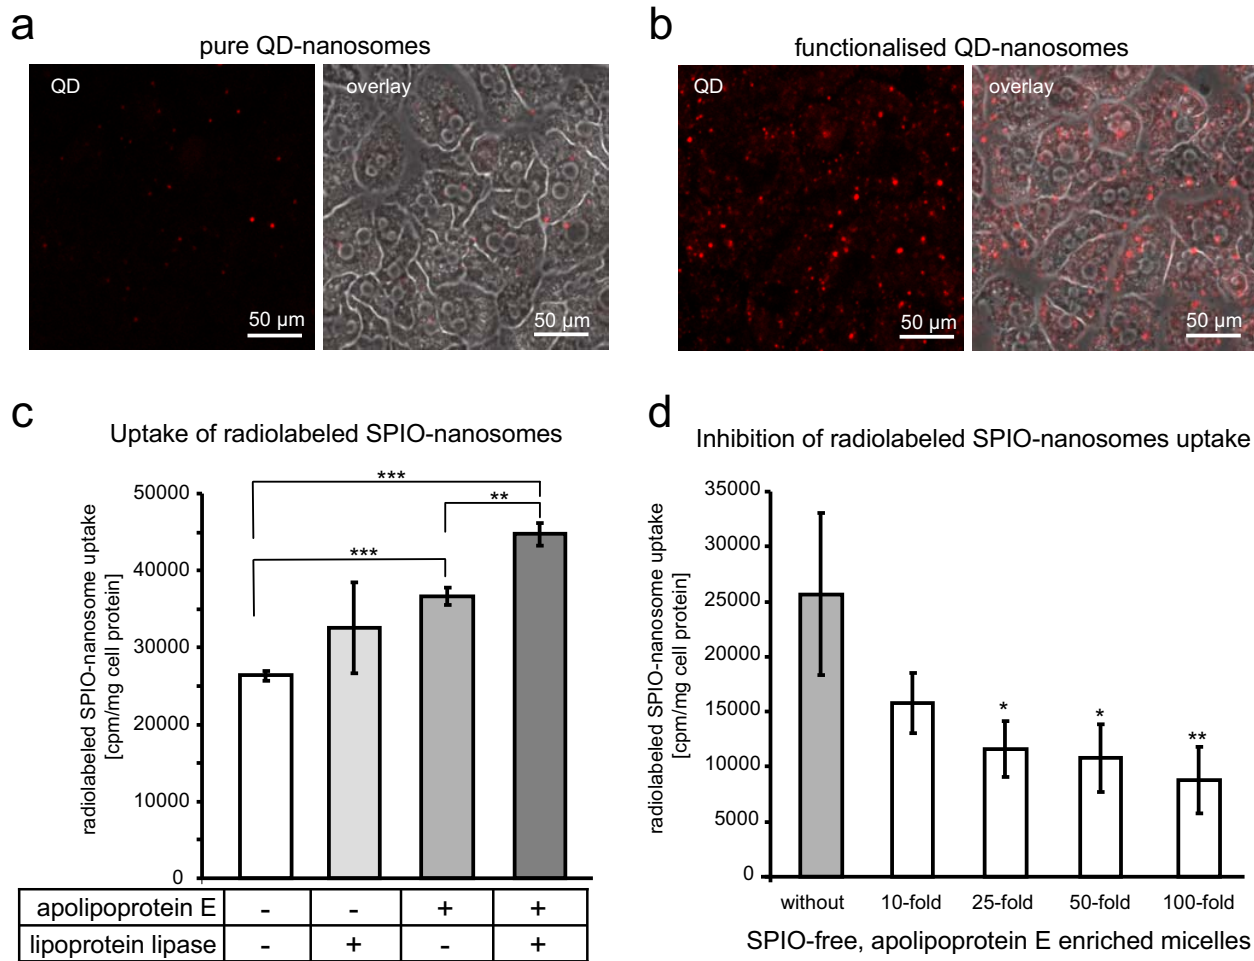 a
pure QD-nanosomes
QD
50 µm
overlay
50 µm
b
functionalised QD-nanosomes
QD
50 µm
overlay
50 µm
c
Uptake of radiolabeled SPIO-nanosomes
radiolabeled SPIO-nanosome uptake
[cpm/mg cell protein]
50000
40000
30000
20000
10000
0
***
**
***
apolipoprotein E - - + +
lipoprotein lipase - + - +
d
Inhibition of radiolabeled SPIO-nanosomes uptake
radiolabeled SPIO-nanosome uptake
[cpm/mg cell protein]
35000
30000
25000
20000
15000
10000
5000
0
*
*
**
without 10-fold 25-fold 50-fold 100-fold
SPIO-free, apolipoprotein E enriched micelles